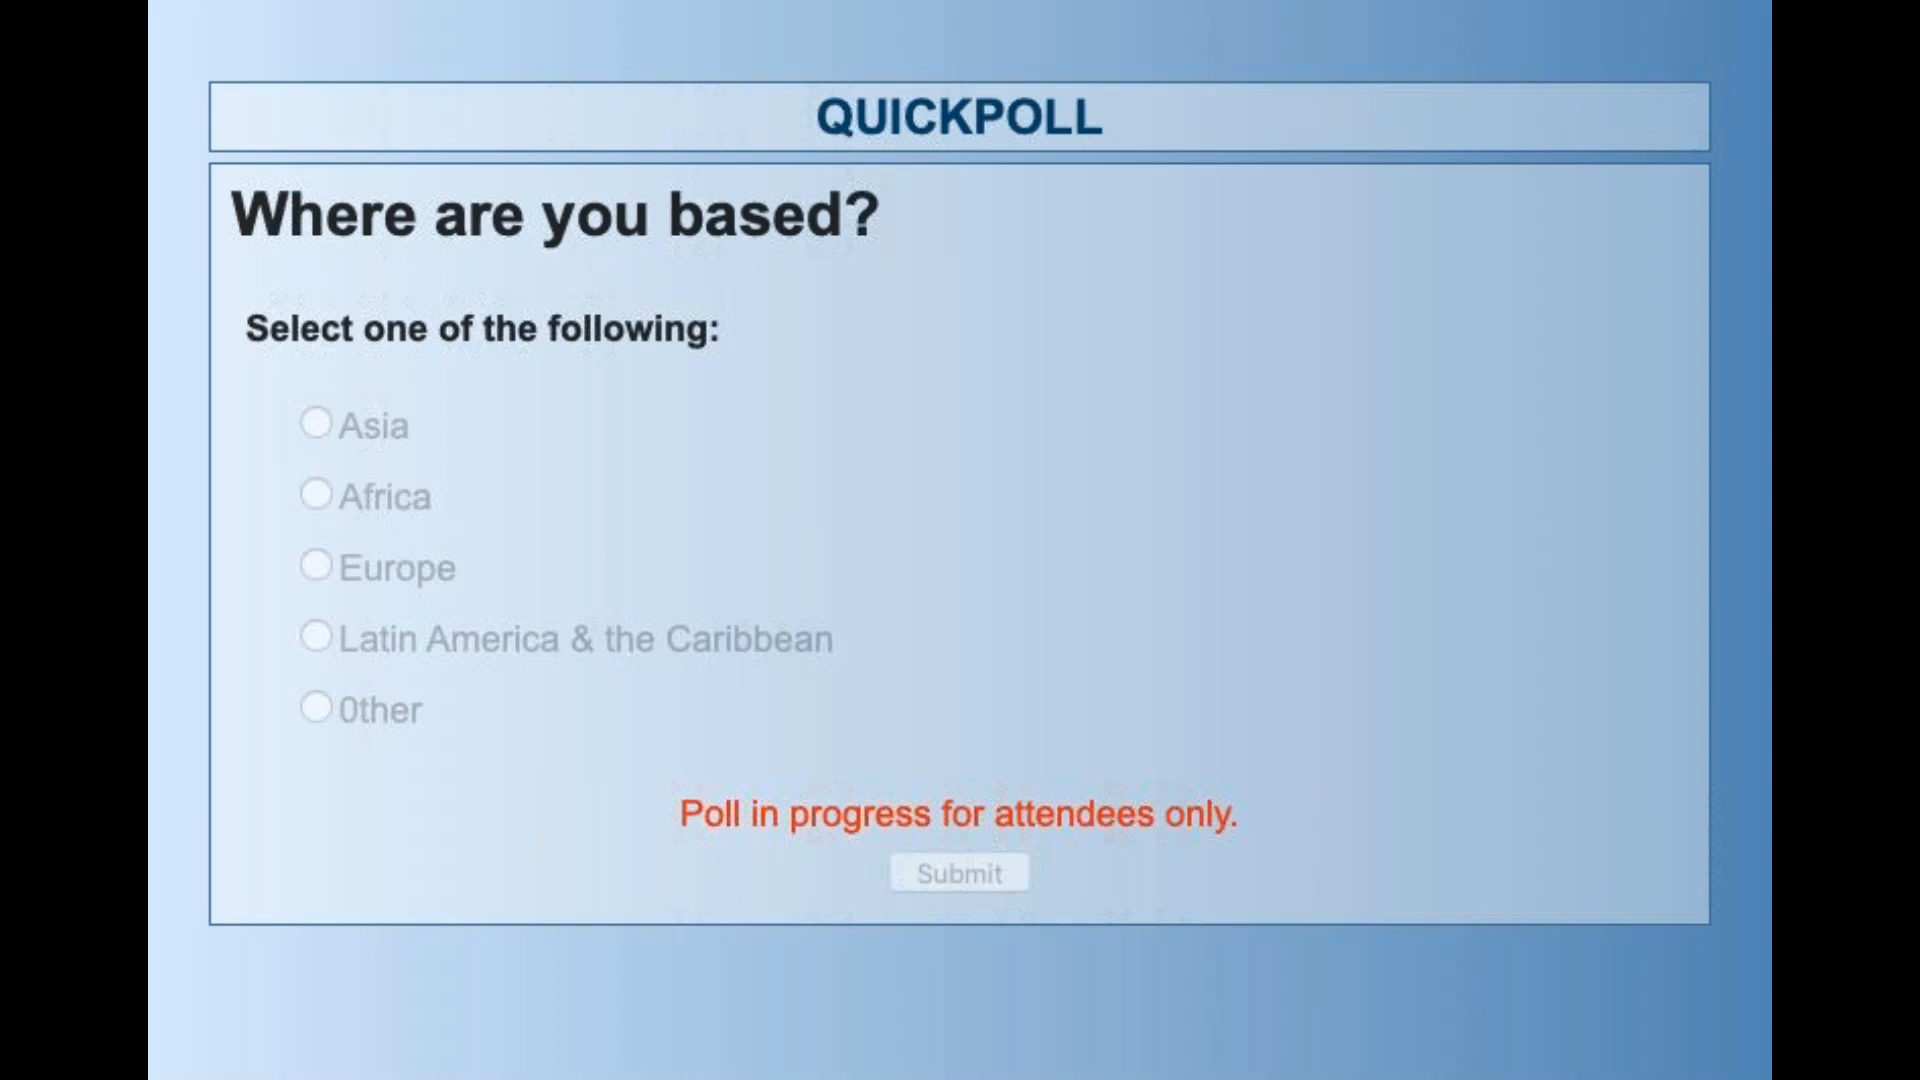 QUICKPOLL
Where are you based?
Select one of the following:
Asia
Africa
Europe
Latin America & the Caribbean
0ther
Poll in progress for attendees only.
Submit